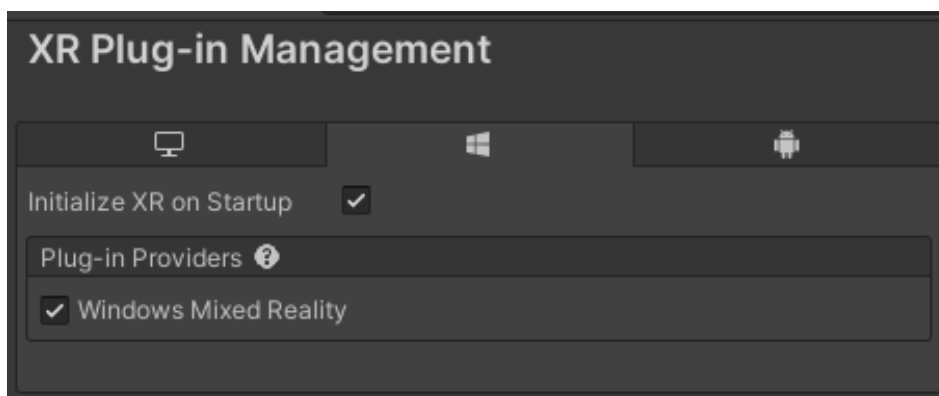 XR Plug-in Management
Initialize XR on Startup
Plug-in Providers
Windows Mixed Reality